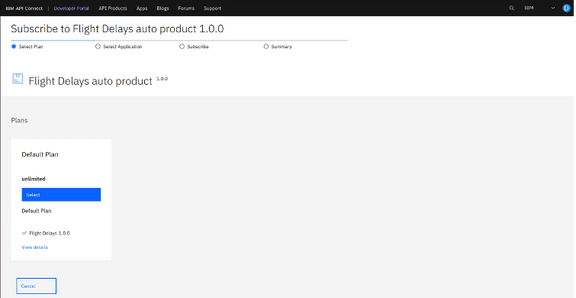 IBM API Connect | Developer Portal API Products Apps Blogs Forums Support IBM
Subscribe to Flight Delays auto product 1.0.0
Select Plan Select Application Subscribe Summary
Flight Delays auto product 1.0.0
Plans
Default Plan
unlimited
Select
Default Plan
Flight Delays 1.0.0
View details
Cancel